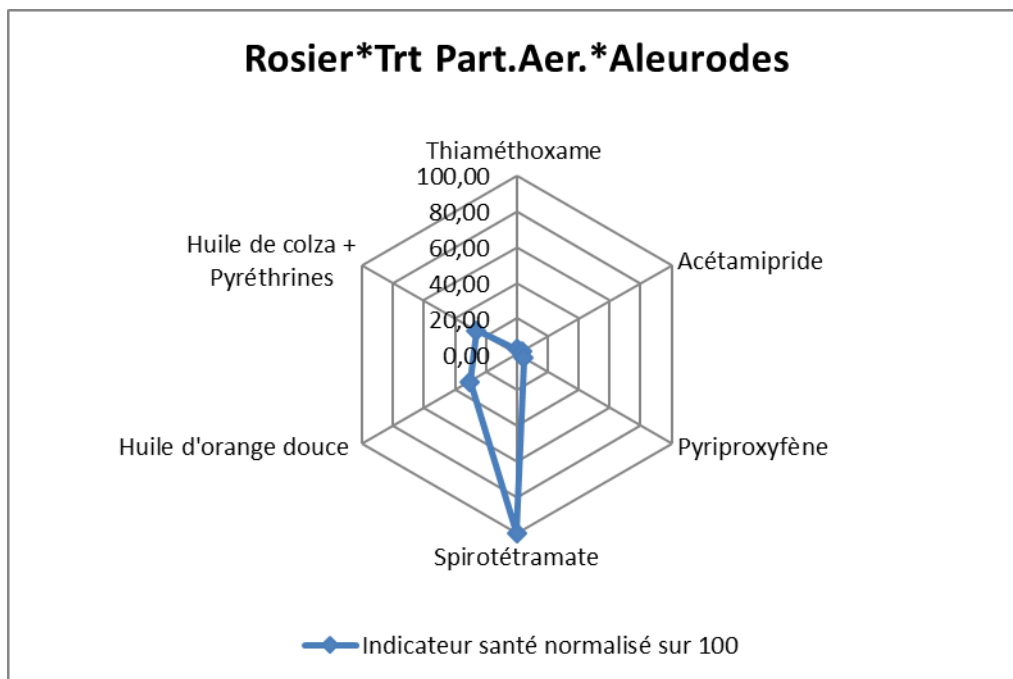 Rosier*Trt Part.Aer.*Aleurodes
Thiaméthoxame
100,00
80,00
60,00
40,00
20,00
0,00
Acétamipride
Pyriproxyfène
Spirotétramate
Huile d'orange douce
Huile de colza +
Pyréthrines
Indicateur santé normalisé sur 100